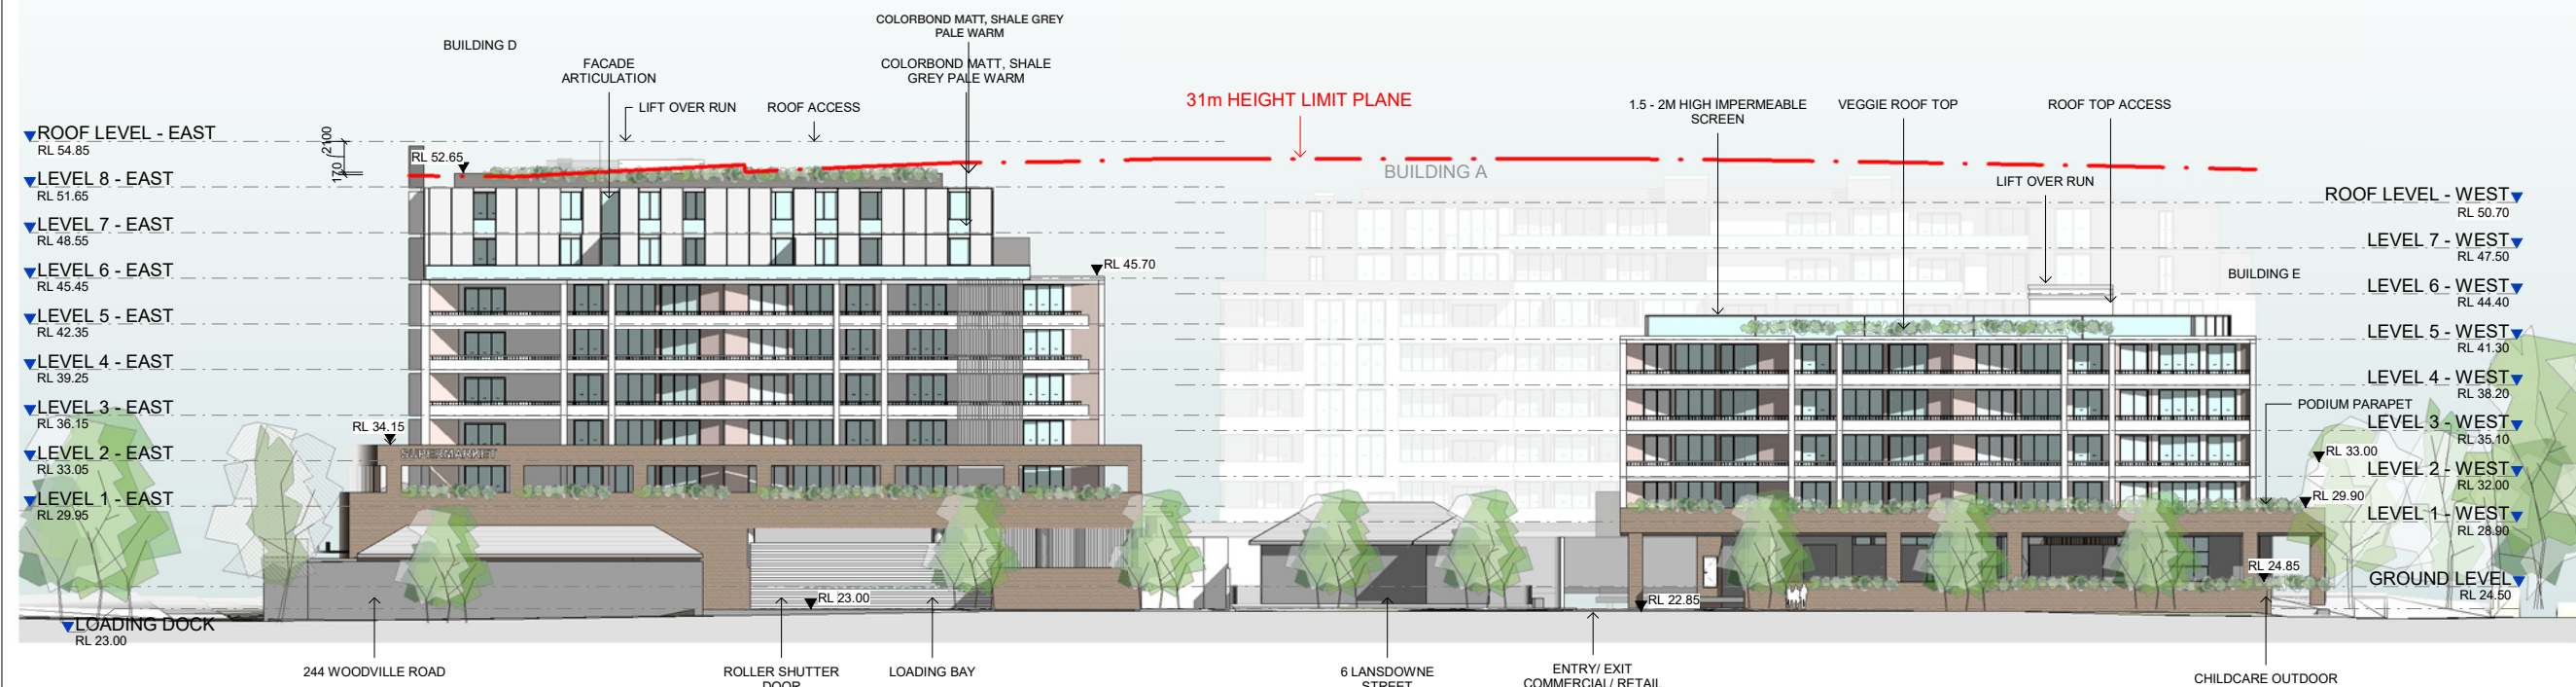 COLORBOND MATT, SHALE GREY
PALE WARM
BUILDING D
FACADE
ARTICULATION
COLORBOND MATT, SHALE
GREY PALE WARM
LIFT OVER RUN
ROOF ACCESS
31m HEIGHT LIMIT PLANE
1.5 - 2M HIGH IMPERMEABLE
SCREEN
VEGGIE ROOF TOP
ROOF TOP ACCESS
ROOF LEVEL - EAST
RL 54.85
2100
170
RL 52.65
LEVEL 8 - EAST
RL 51.65
BUILDING A
LIFT OVER RUN
ROOF LEVEL - WEST
RL 50.70
LEVEL 7 - EAST
RL 48.55
LEVEL 7 - WEST
RL 47.50
LEVEL 6 - EAST
RL 45.45
RL 45.70
BUILDING E
LEVEL 6 - WEST
RL 44.40
LEVEL 5 - EAST
RL 42.35
LEVEL 5 - WEST
RL 41.30
LEVEL 4 - EAST
RL 39.25
LEVEL 4 - WEST
RL 38.20
LEVEL 3 - EAST
RL 36.15
PODIUM PARAPET
LEVEL 3 - WEST
RL 35.10
RL 34.15
LEVEL 2 - EAST
RL 33.05
SUPERMARKET
RL 33.00
LEVEL 2 - WEST
RL 32.00
LEVEL 1 - EAST
RL 29.95
RL 29.90
LEVEL 1 - WEST
RL 28.90
RL 24.85
GROUND LEVEL
RL 24.50
RL 23.00
RL 22.85
LOADING DOCK
RL 23.00
244 WOODVILLE ROAD
ROLLER SHUTTER
DOOR
LOADING BAY
6 LANSDOWNE
STREET
ENTRY/ EXIT
COMMERCIAL/ RETAIL
CHILDCARE OUTDOOR